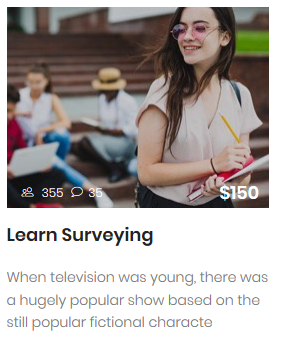 355 35 $150
Learn Surveying
When television was young, there was
a hugely popular show based on the
still popular fictional characte